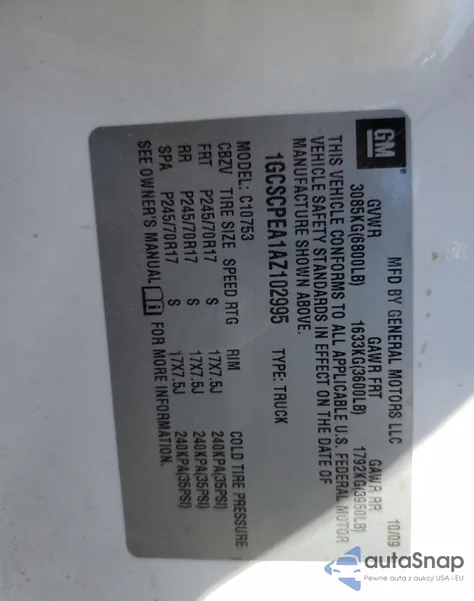 GM
MFD BY GENERAL MOTORS LLC 10/09
GVWR GAWR FRT GAWR RR
3085KG(6800LB) 1633KG(3600LB) 1792KG(3950LB)
THIS VEHICLE CONFORMS TO ALL APPLICABLE U.S. FEDERAL MOTOR
VEHICLE SAFETY STANDARDS IN EFFECT ON THE DATE OF
MANUFACTURE SHOWN ABOVE.
1GCSCPEA1AZ102995 TYPE: TRUCK
MODEL: C10753
CBZV TIRE SIZE SPEED RTG RIM COLD TIRE PRESSURE
FRT P245/70R17 S 17X7.5J 240KPA(35PSI)
RR P245/70R17 S 17X7.5J 240KPA(35PSI)
SPA P245/70R17 S 17X7.5J 240KPA(35PSI)
SEE OWNER'S MANUAL i FOR MORE INFORMATION.
autoSnap
Pewne auta z aukcji USA i EU